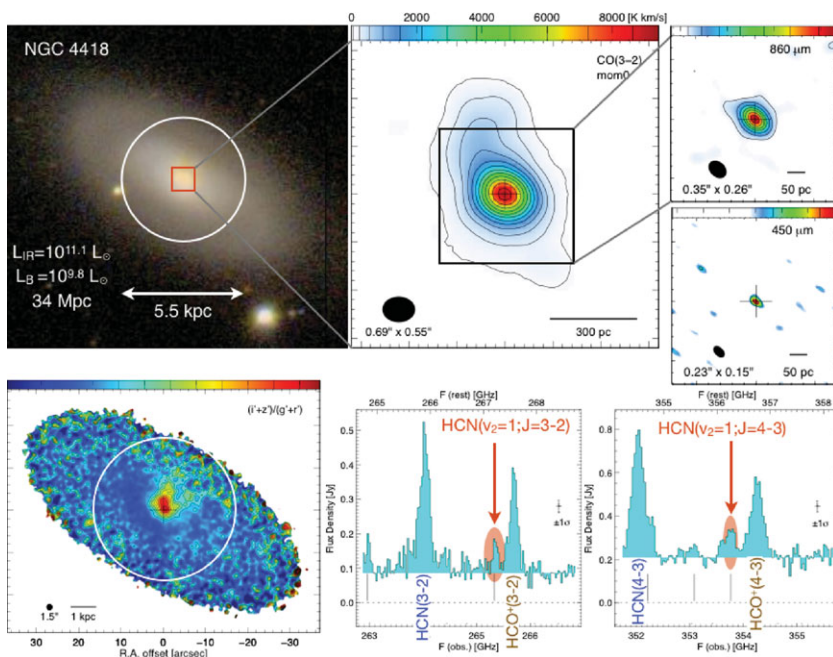 NGC 4418
L_IR=10^11.1 L_⊙
L_B =10^9.8 L_⊙
34 Mpc
5.5 kpc
0 2000 4000 6000 8000 [K km/s]
CO(3–2)
mom0
0.69" x 0.55"
300 pc
860 μm
0.35" x 0.26"
50 pc
450 μm
0.23" x 0.15"
50 pc
(i'+z')/(g'+r')
1.5"
1 kpc
30 20 10 0 −10 −20 −30
R.A. offset [arcsec]
F (rest) [GHz]
265 266 267 268
HCN(v₂=1;J=3-2)
0.5
0.4
0.3
0.2
0.1
0.0
Flux Density [Jy]
±1σ
HCN(3-2)
HCO⁺(3-2)
263 265 266
F (obs.) [GHz]
F (rest) [GHz]
355 356 357 358
HCN(v₂=1;J=4-3)
0.8
0.6
0.4
0.2
0.0
Flux Density [Jy]
±1σ
HCN(4-3)
HCO⁺(4-3)
352 353 354 355
F (obs.) [GHz]